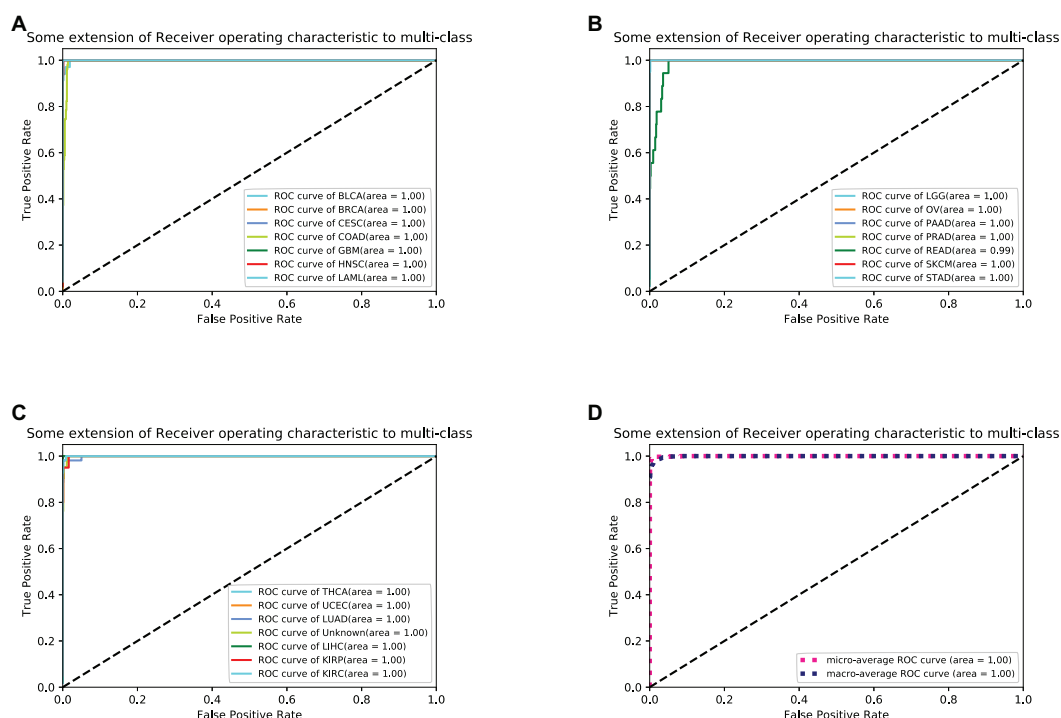 A
Some extension of Receiver operating characteristic to multi-class
1.0
0.8
0.6
0.4
0.2
0.0
True Positive Rate
ROC curve of BLCA(area = 1.00)
ROC curve of BRCA(area = 1.00)
ROC curve of CESC(area = 1.00)
ROC curve of COAD(area = 1.00)
ROC curve of GBM(area = 1.00)
ROC curve of HNSC(area = 1.00)
ROC curve of LAML(area = 1.00)
0.0 0.2 0.4 0.6 0.8 1.0
False Positive Rate
B
Some extension of Receiver operating characteristic to multi-class
1.0
0.8
0.6
0.4
0.2
0.0
True Positive Rate
ROC curve of LGG(area = 1.00)
ROC curve of OV(area = 1.00)
ROC curve of PAAD(area = 1.00)
ROC curve of PRAD(area = 1.00)
ROC curve of READ(area = 0.99)
ROC curve of SKCM(area = 1.00)
ROC curve of STAD(area = 1.00)
0.0 0.2 0.4 0.6 0.8 1.0
False Positive Rate
C
Some extension of Receiver operating characteristic to multi-class
1.0
0.8
0.6
0.4
0.2
0.0
True Positive Rate
ROC curve of THCA(area = 1.00)
ROC curve of UCEC(area = 1.00)
ROC curve of LUAD(area = 1.00)
ROC curve of Unknown(area = 1.00)
ROC curve of LIHC(area = 1.00)
ROC curve of KIRP(area = 1.00)
ROC curve of KIRC(area = 1.00)
0.0 0.2 0.4 0.6 0.8 1.0
False Positive Rate
D
Some extension of Receiver operating characteristic to multi-class
1.0
0.8
0.6
0.4
0.2
0.0
True Positive Rate
micro-average ROC curve (area = 1.00)
macro-average ROC curve (area = 1.00)
0.0 0.2 0.4 0.6 0.8 1.0
False Positive Rate